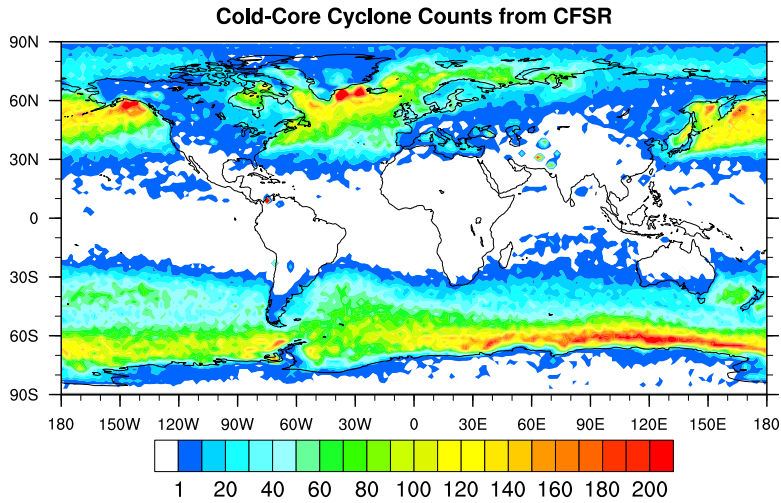 Cold-Core Cyclone Counts from CFSR
90N
60N
30N
0
30S
60S
90S
180 150W 120W 90W 60W 30W 0 30E 60E 90E 120E 150E 180
1 20 40 60 80 100 120 140 160 180 200